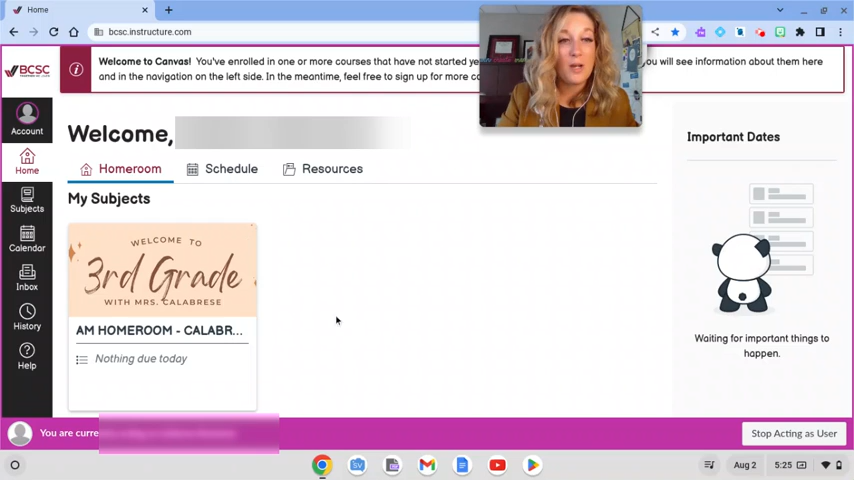 Home
bcsc.instructure.com
BCSC
Welcome to Canvas! You've enrolled in one or more courses that have not started ye
you will see information about them here
and in the navigation on the left side. In the meantime, feel free to sign up for more co
Account
Home
Subjects
Calendar
Inbox
History
Help
Welcome,
Homeroom
Schedule
Resources
My Subjects
WELCOME TO
3rd Grade
WITH MRS. CALABRESE
AM HOMEROOM - CALABR...
Nothing due today
Important Dates
Waiting for important things to
happen.
You are curre
Stop Acting as User
Aug 2
5:25